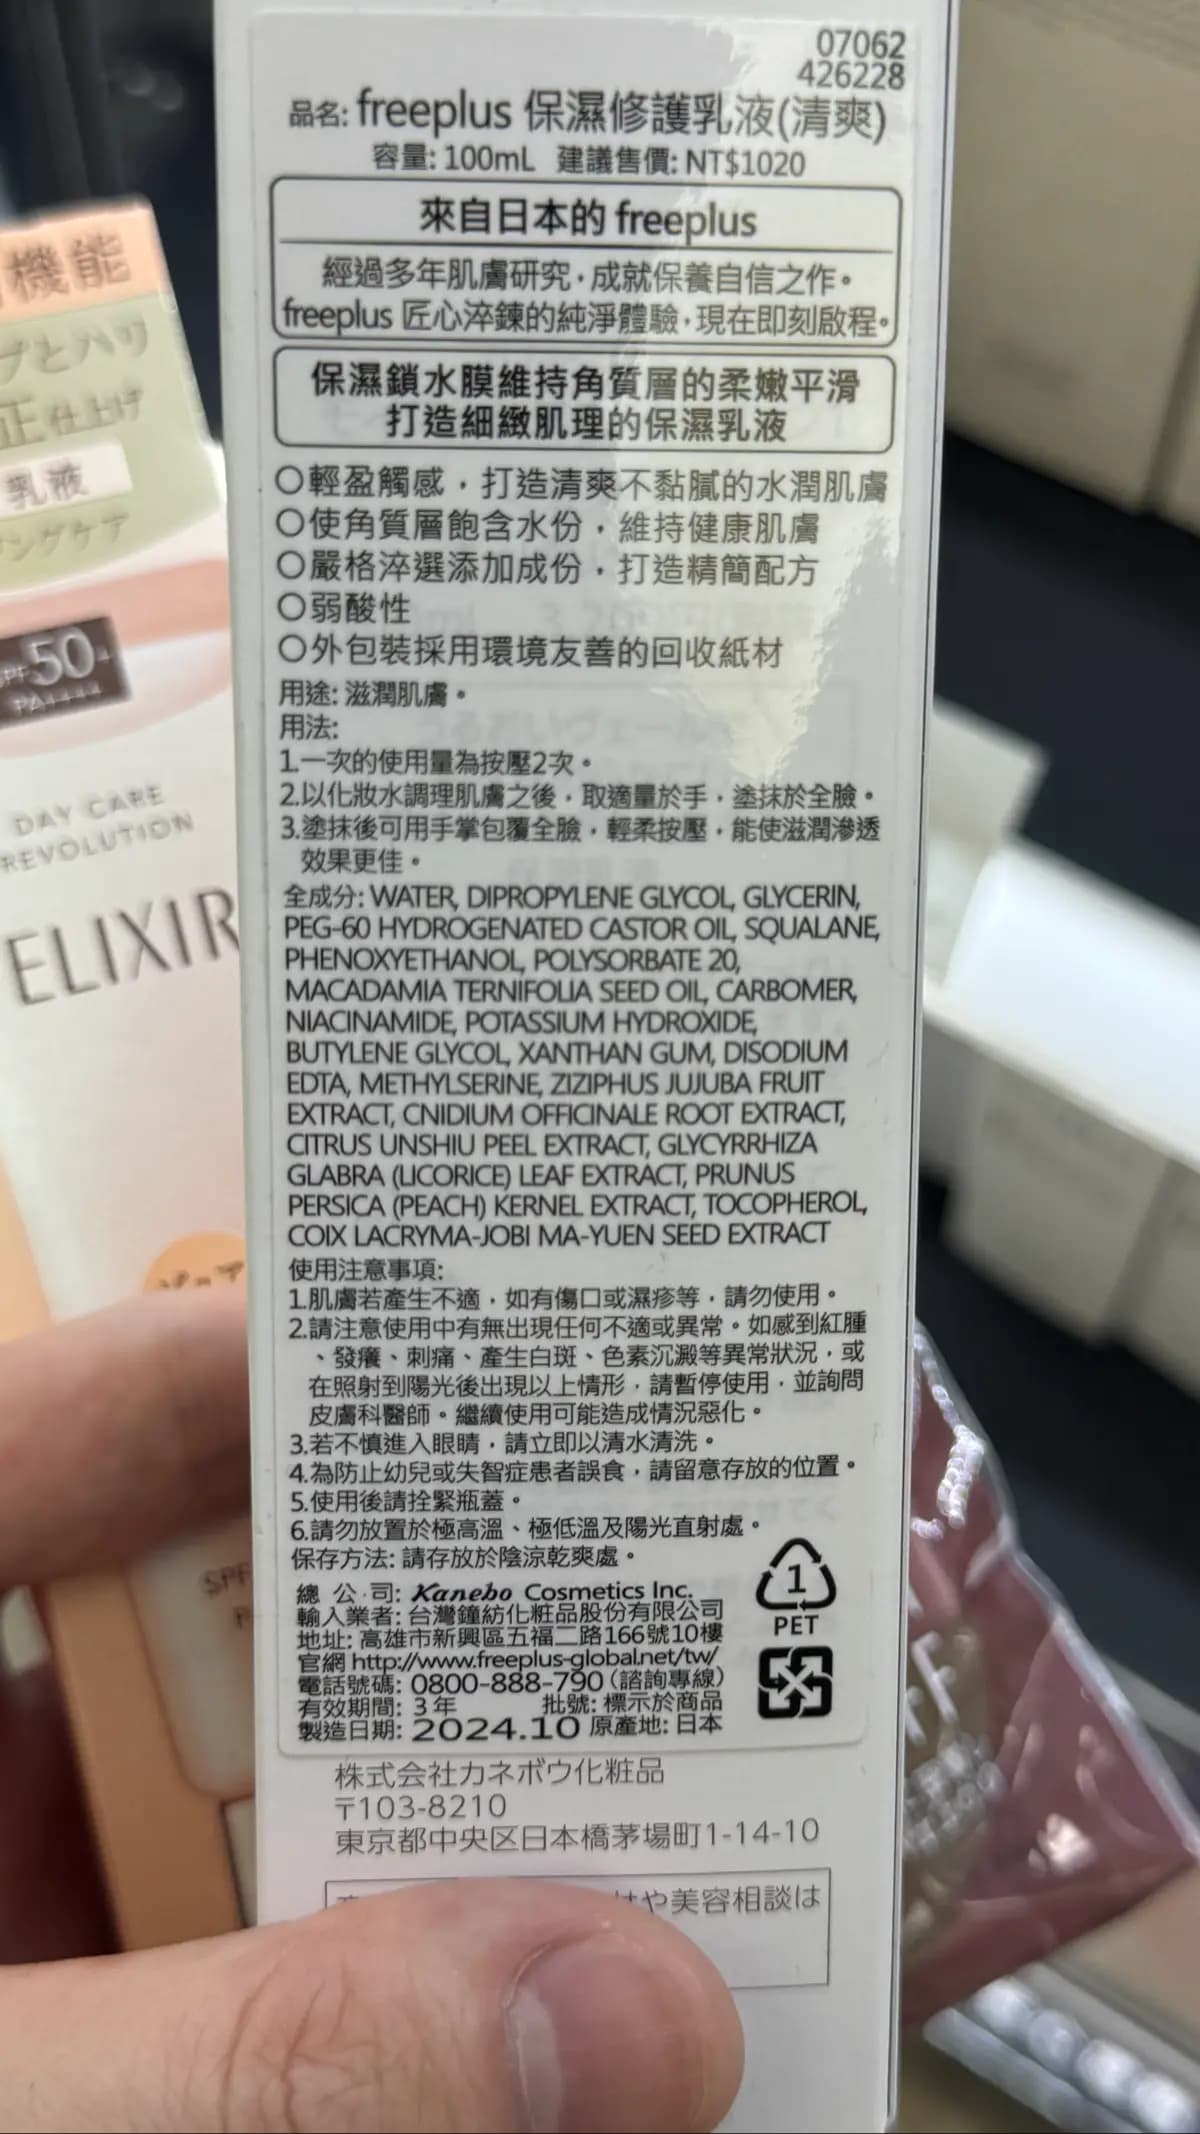 07062
426228
品名: freeplus 保濕修護乳液(清爽)
容量: 100mL 建議售價: NT$1020
來自日本的 freeplus
經過多年肌膚研究，成就保養自信之作。
freeplus 匠心淬鍊的純淨體驗，現在即刻啟程。
保濕鎖水膜維持角質層的柔嫩平滑
打造細緻肌理的保濕乳液
○輕盈觸感，打造清爽不黏膩的水潤肌膚
○使角質層飽含水份，維持健康肌膚
○嚴格淬選添加成份，打造精簡配方
○弱酸性
○外包裝採用環境友善的回收紙材
用途: 滋潤肌膚。
用法:
1.一次的使用量為按壓2次。
2.以化妝水調理肌膚之後，取適量於手，塗抹於全臉。
3.塗抹後可用手掌包覆全臉，輕柔按壓，能使滋潤滲透
效果更佳。
全成分: WATER, DIPROPYLENE GLYCOL, GLYCERIN,
PEG-60 HYDROGENATED CASTOR OIL, SQUALANE,
PHENOXYETHANOL, POLYSORBATE 20,
MACADAMIA TERNIFOLIA SEED OIL, CARBOMER,
NIACINAMIDE, POTASSIUM HYDROXIDE,
BUTYLENE GLYCOL, XANTHAN GUM, DISODIUM
EDTA, METHYLSERINE, ZIZIPHUS JUJUBA FRUIT
EXTRACT, CNIDIUM OFFICINALE ROOT EXTRACT,
CITRUS UNSHIU PEEL EXTRACT, GLYCYRRHIZA
GLABRA (LICORICE) LEAF EXTRACT, PRUNUS
PERSICA (PEACH) KERNEL EXTRACT, TOCOPHEROL,
COIX LACRYMA-JOBI MA-YUEN SEED EXTRACT
使用注意事項:
1.肌膚若產生不適，如有傷口或濕疹等，請勿使用。
2.請注意使用中有無出現任何不適或異常。如感到紅腫
、發癢、刺痛、產生白斑、色素沉澱等異常狀況，或
在照射到陽光後出現以上情形，請暫停使用，並詢問
皮膚科醫師。繼續使用可能造成情況惡化。
3.若不慎進入眼睛，請立即以清水清洗。
4.為防止幼兒或失智症患者誤食，請留意存放的位置。
5.使用後請拴緊瓶蓋。
6.請勿放置於極高溫、極低溫及陽光直射處。
保存方法: 請存放於陰涼乾爽處。
總 公 司: Kanebo Cosmetics Inc.
輸入業者: 台灣鐘紡化粧品股份有限公司
地址: 高雄市新興區五福二路166號10樓
官網 http://www.freeplus-global.net/tw/
電話號碼: 0800-888-790 (諮詢專線)
有效期間: 3年 批號: 標示於商品
製造日期: 2024.10 原產地: 日本
1
PET
株式会社カネボウ化粧品
〒103-8210
東京都中央区日本橋茅場町1-14-10
はや美容相談は
機能
プとハリ
正仕上げ
乳液
ングケア
SPF50+
PA++++
DAY CARE
REVOLUTION
ELIXIR
SPF